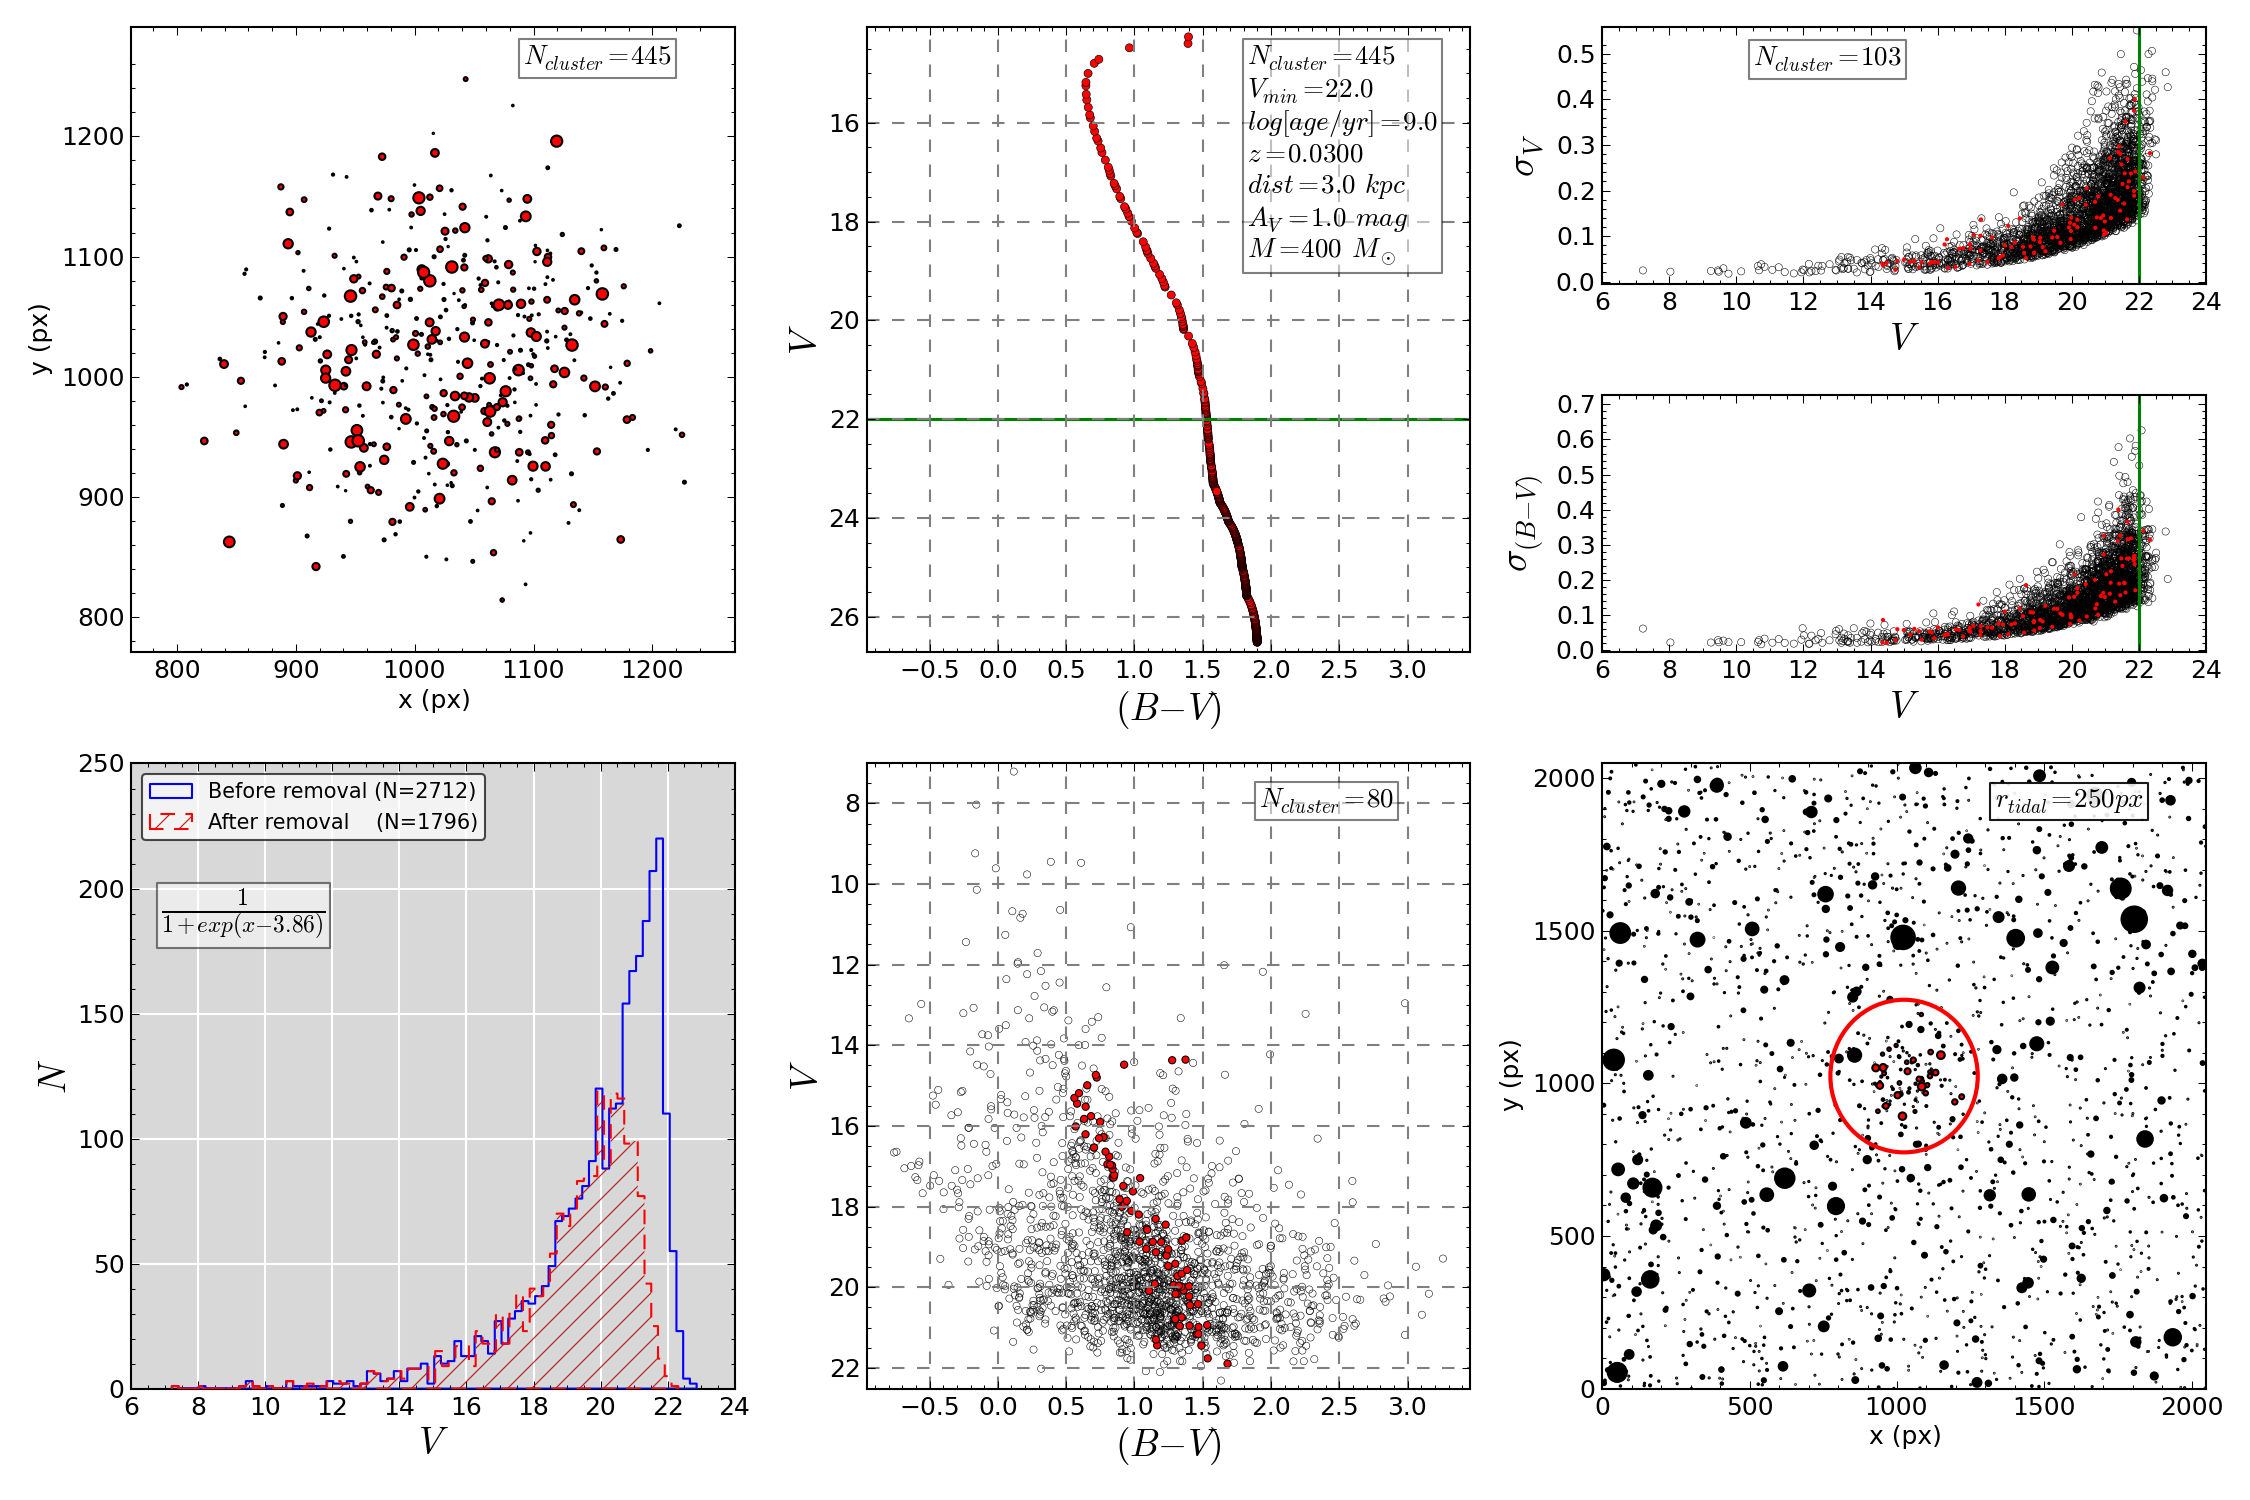 N_cluster=445
1200
1100
1000
900
800
y (px)
800 900 1000 1100 1200
x (px)
N_cluster=445
V_min=22.0
log[age/yr]=9.0
z=0.0300
dist=3.0 kpc
A_V=1.0 mag
M=400 M_⊙
16
18
20
22
24
26
V
−0.5 0.0 0.5 1.0 1.5 2.0 2.5 3.0
(B−V)
N_cluster=103
0.5
0.4
0.3
0.2
0.1
0.0
σ_V
6 8 10 12 14 16 18 20 22 24
V
0.7
0.6
0.5
0.4
0.3
0.2
0.1
0.0
σ_(B−V)
6 8 10 12 14 16 18 20 22 24
V
Before removal (N=2712)
After removal (N=1796)
1
1+exp(x−3.86)
250
200
150
100
50
0
N
6 8 10 12 14 16 18 20 22 24
V
N_cluster=80
8
10
12
14
16
18
20
22
V
−0.5 0.0 0.5 1.0 1.5 2.0 2.5 3.0
(B−V)
r_tidal=250px
2000
1500
1000
500
0
y (px)
0 500 1000 1500 2000
x (px)